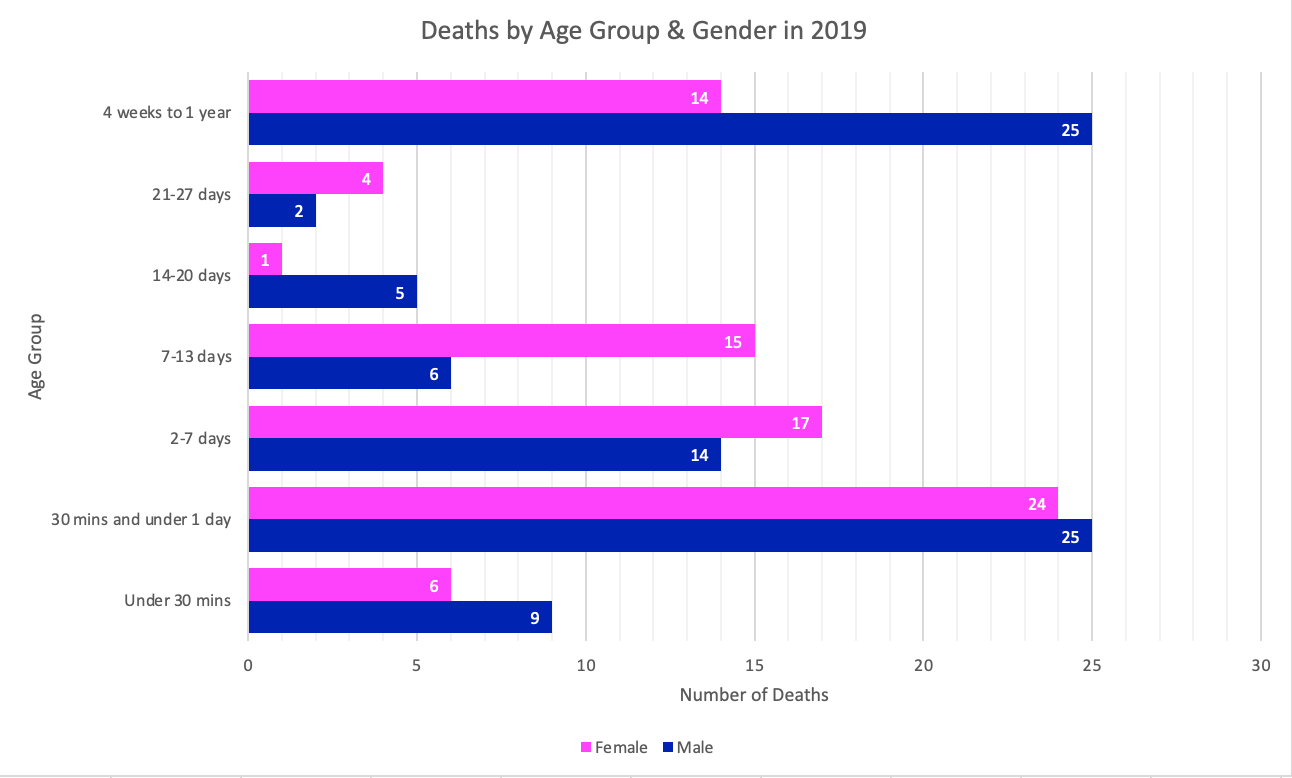 Deaths by Age Group & Gender in 2019
4 weeks to 1 year
14
25
21-27 days
4
2
14-20 days
1
5
7-13 days
15
6
2-7 days
17
14
30 mins and under 1 day
24
25
Under 30 mins
6
9
Age Group
0 5 10 15 20 25 30
Number of Deaths
Female Male